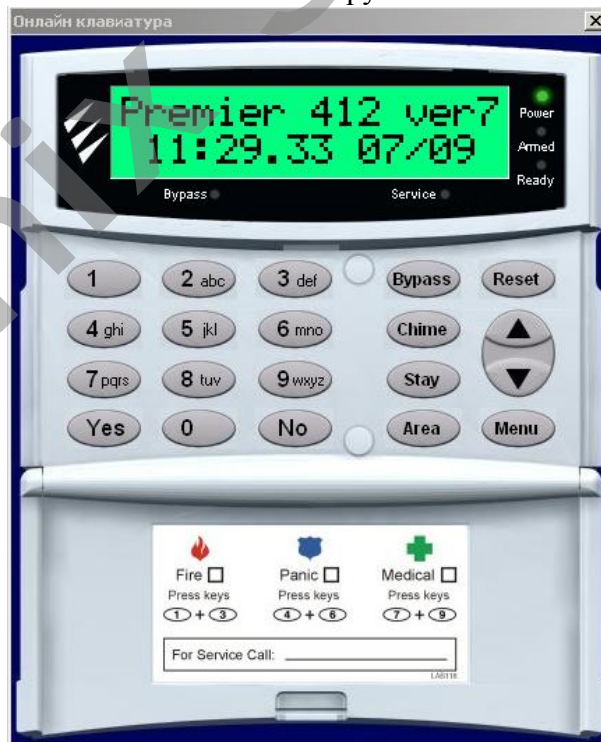 Онлайн клавиатура
Premier 412 ver7
11:29.33 07/09
Power
Armed
Ready
Bypass Service
1 2 abc 3 def Bypass Reset
4 ghi 5 jkl 6 mno Chime
7 pqrs 8 tuv 9 wxyz Stay
Yes 0 No Area Menu
Fire Panic Medical
Press keys Press keys Press keys
1 + 3 4 + 6 7 + 9
For Service Call: